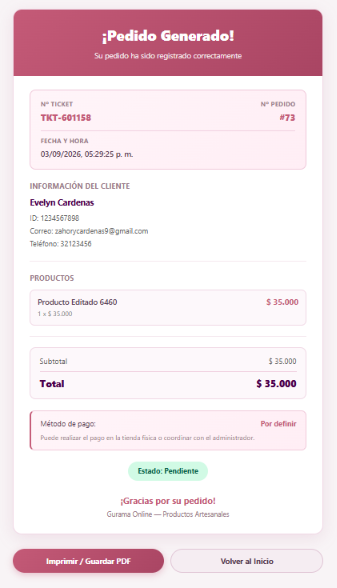 ¡Pedido Generado!
Su pedido ha sido registrado correctamente
N° TICKET N° PEDIDO
TKT-601158 #73
FECHA Y HORA
03/09/2026, 05:29:25 p. m.
INFORMACIÓN DEL CLIENTE
Evelyn Cardenas
ID: 1234567898
Correo: zahorycardenas9@gmail.com
Teléfono: 32123456
PRODUCTOS
Producto Editado 6460 $ 35.000
1 x $ 35.000
Subtotal $ 35.000
Total $ 35.000
Método de pago: Por definir
Puede realizar el pago en la tienda física o coordinar con el administrador.
Estado: Pendiente
¡Gracias por su pedido!
Gurama Online — Productos Artesanales
Imprimir / Guardar PDF Volver al Inicio